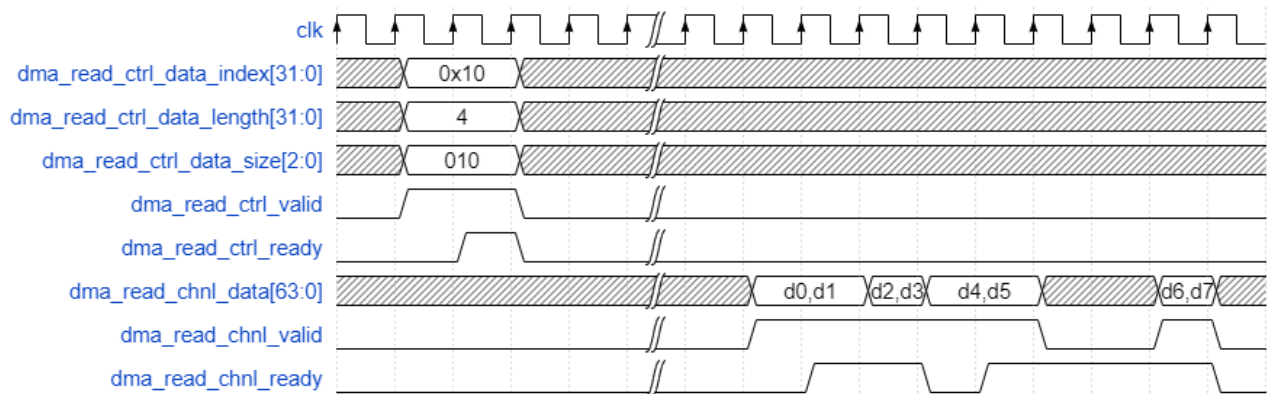 clk
dma_read_ctrl_data_index[31:0] 0x10
dma_read_ctrl_data_length[31:0] 4
dma_read_ctrl_data_size[2:0] 010
dma_read_ctrl_valid
dma_read_ctrl_ready
dma_read_chnl_data[63:0] d0,d1 d2,d3 d4,d5 d6,d7
dma_read_chnl_valid
dma_read_chnl_ready